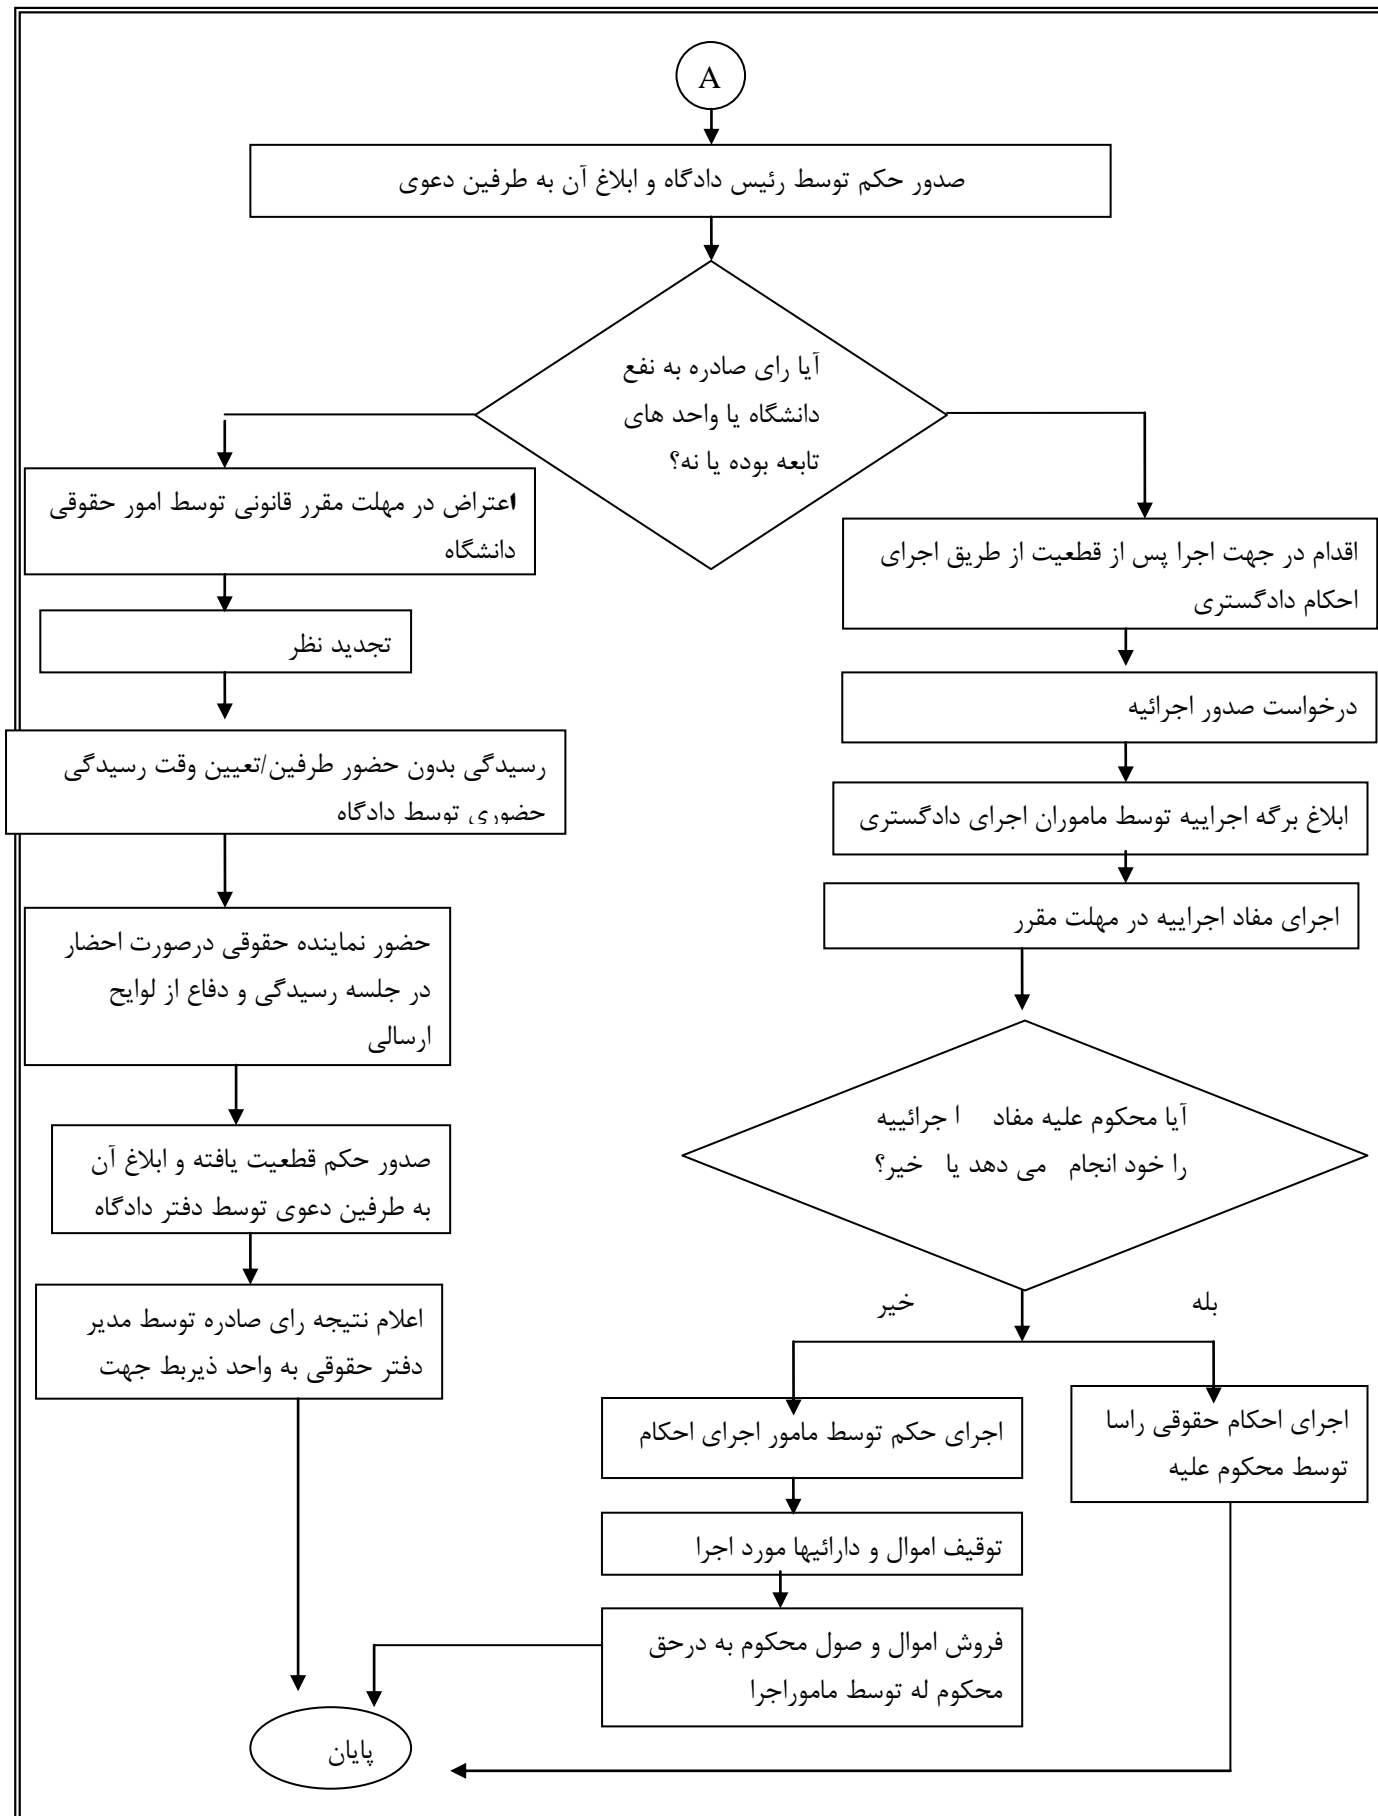 A
صدور حکم توسط رئیس دادگاه و ابلاغ آن به طرفین دعوی
آیا رای صادره به نفع
دانشگاه یا واحد های
تابعه بوده یا نه؟
اقدام در جهت اجرا پس از قطعیت از طریق اجرای
احکام دادگستری
درخواست صدور اجرائیه
ابلاغ برگه اجراییه توسط ماموران اجرای دادگستری
اجرای مفاد اجراییه در مهلت مقرر
آیا محکوم علیه مفاد ا جرائییه
را خود انجام می دهد یا خیر؟
بله
خیر
اجرای احکام حقوقی راسا
توسط محکوم علیه
اجرای حکم توسط مامور اجرای احکام
توقیف اموال و دارائیها مورد اجرا
فروش اموال و صول محکوم به درحق
محکوم له توسط ماموراجرا
اعتراض در مهلت مقرر قانونی توسط امور حقوقی
دانشگاه
تجدید نظر
رسیدگی بدون حضور طرفین/تعیین وقت رسیدگی
حضوری توسط دادگاه
حضور نماینده حقوقی درصورت احضار
در جلسه رسیدگی و دفاع از لوایح
ارسالی
صدور حکم قطعیت یافته و ابلاغ آن
به طرفین دعوی توسط دفتر دادگاه
اعلام نتیجه رای صادره توسط مدیر
دفتر حقوقی به واحد ذیربط جهت
پایان